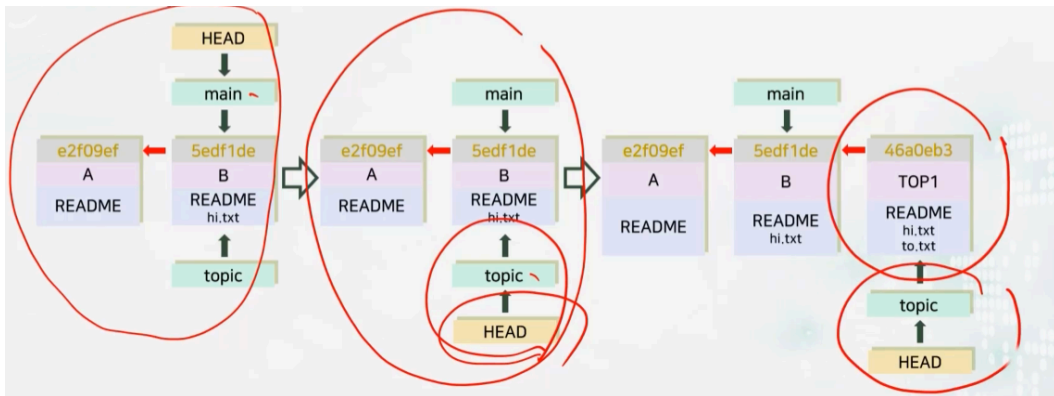 HEAD
main
e2f09ef
A
README
5edf1de
B
README
hi.txt
topic
main
e2f09ef
A
README
5edf1de
B
README
hi.txt
topic
HEAD
main
e2f09ef
A
README
5edf1de
B
README
hi.txt
46a0eb3
TOP1
README
hi.txt
to.txt
topic
HEAD